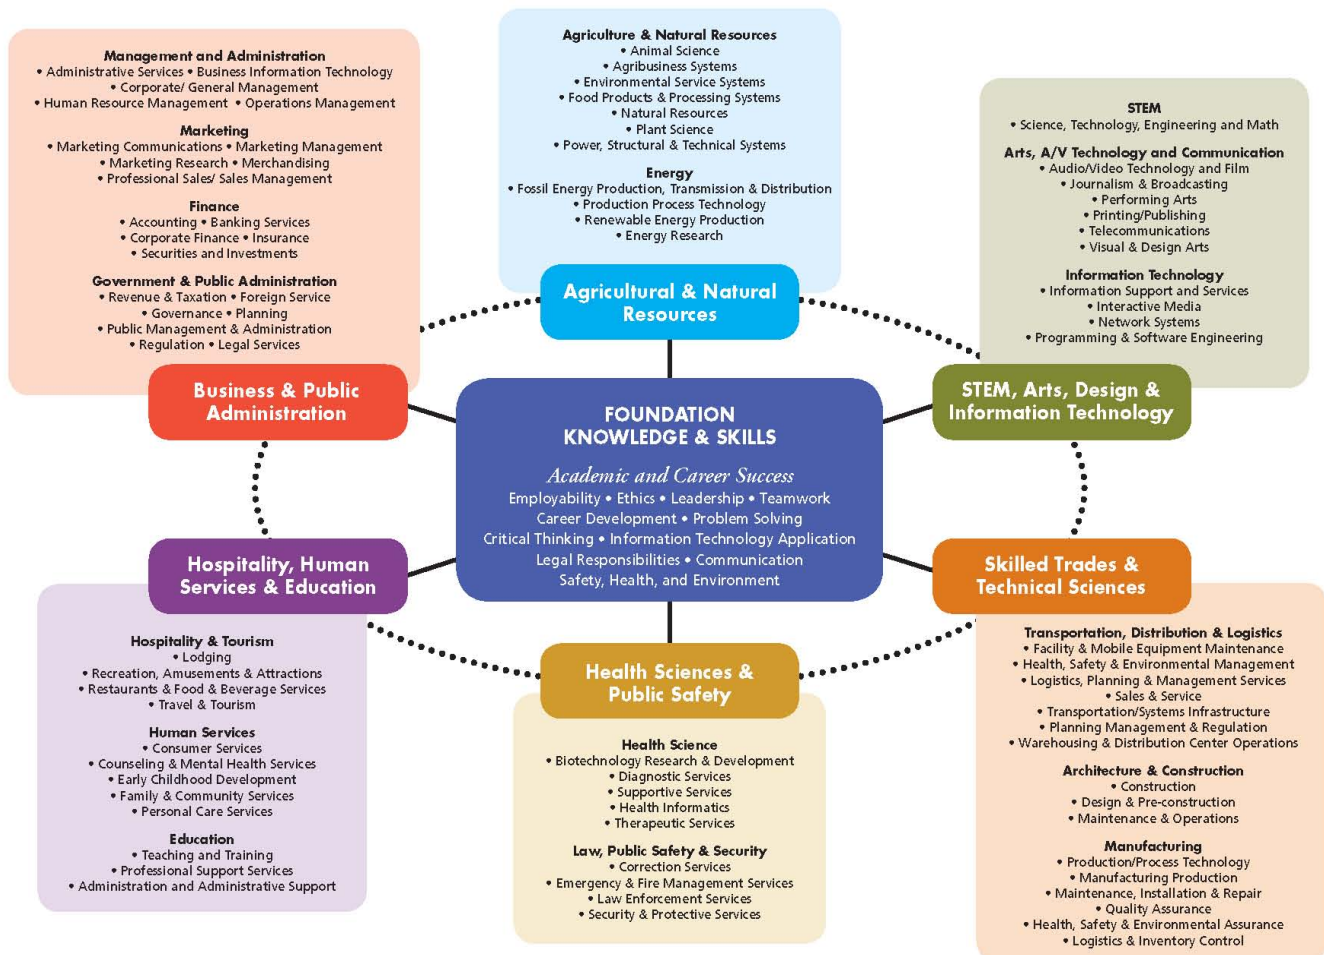 Management and Administration
• Administrative Services • Business Information Technology
• Corporate/ General Management
• Human Resource Management • Operations Management
Marketing
• Marketing Communications • Marketing Management
• Marketing Research • Merchandising
• Professional Sales/ Sales Management
Finance
• Accounting • Banking Services
• Corporate Finance • Insurance
• Securities and Investments
Government & Public Administration
• Revenue & Taxation • Foreign Service
• Governance • Planning
• Public Management & Administration
• Regulation • Legal Services
Business & Public
Administration
Agriculture & Natural Resources
• Animal Science
• Agribusiness Systems
• Environmental Service Systems
• Food Products & Processing Systems
• Natural Resources
• Plant Science
• Power, Structural & Technical Systems
Energy
• Fossil Energy Production, Transmission & Distribution
• Production Process Technology
• Renewable Energy Production
• Energy Research
Agricultural & Natural
Resources
STEM
• Science, Technology, Engineering and Math
Arts, A/V Technology and Communication
• Audio/Video Technology and Film
• Journalism & Broadcasting
• Performing Arts
• Printing/Publishing
• Telecommunications
• Visual & Design Arts
Information Technology
• Information Support and Services
• Interactive Media
• Network Systems
• Programming & Software Engineering
STEM, Arts, Design &
Information Technology
FOUNDATION
KNOWLEDGE & SKILLS
Academic and Career Success
Employability • Ethics • Leadership • Teamwork
Career Development • Problem Solving
Critical Thinking • Information Technology Application
Legal Responsibilities • Communication
Safety, Health, and Environment
Hospitality, Human
Services & Education
Hospitality & Tourism
• Lodging
• Recreation, Amusements & Attractions
• Restaurants & Food & Beverage Services
• Travel & Tourism
Human Services
• Consumer Services
• Counseling & Mental Health Services
• Early Childhood Development
• Family & Community Services
• Personal Care Services
Education
• Teaching and Training
• Professional Support Services
• Administration and Administrative Support
Health Sciences &
Public Safety
Health Science
• Biotechnology Research & Development
• Diagnostic Services
• Supportive Services
• Health Informatics
• Therapeutic Services
Law, Public Safety & Security
• Correction Services
• Emergency & Fire Management Services
• Law Enforcement Services
• Security & Protective Services
Skilled Trades &
Technical Sciences
Transportation, Distribution & Logistics
• Facility & Mobile Equipment Maintenance
• Health, Safety & Environmental Management
• Logistics, Planning & Management Services
• Sales & Service
• Transportation/Systems Infrastructure
• Planning Management & Regulation
• Warehousing & Distribution Center Operations
Architecture & Construction
• Construction
• Design & Pre-construction
• Maintenance & Operations
Manufacturing
• Production/Process Technology
• Manufacturing Production
• Maintenance, Installation & Repair
• Quality Assurance
• Health, Safety & Environmental Assurance
• Logistics & Inventory Control